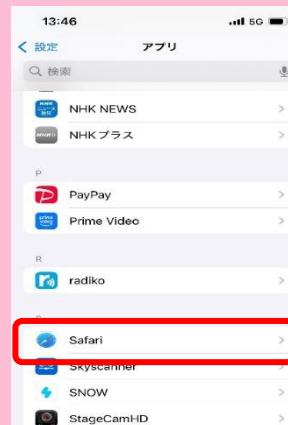 13:46
5G
設定
アプリ
検索
NHK NEWS
NHKプラス
P
PayPay
Prime Video
R
radiko
Safari
Skyscanner
SNOW
StageCamHD